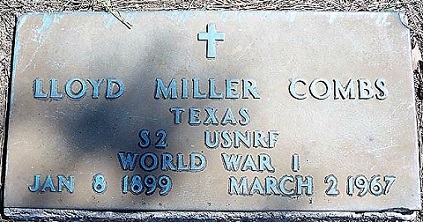 LLOYD MILLER COMBS
TEXAS
S2 USNRF
WORLD WAR I
JAN 8 1899 MARCH 2 1967